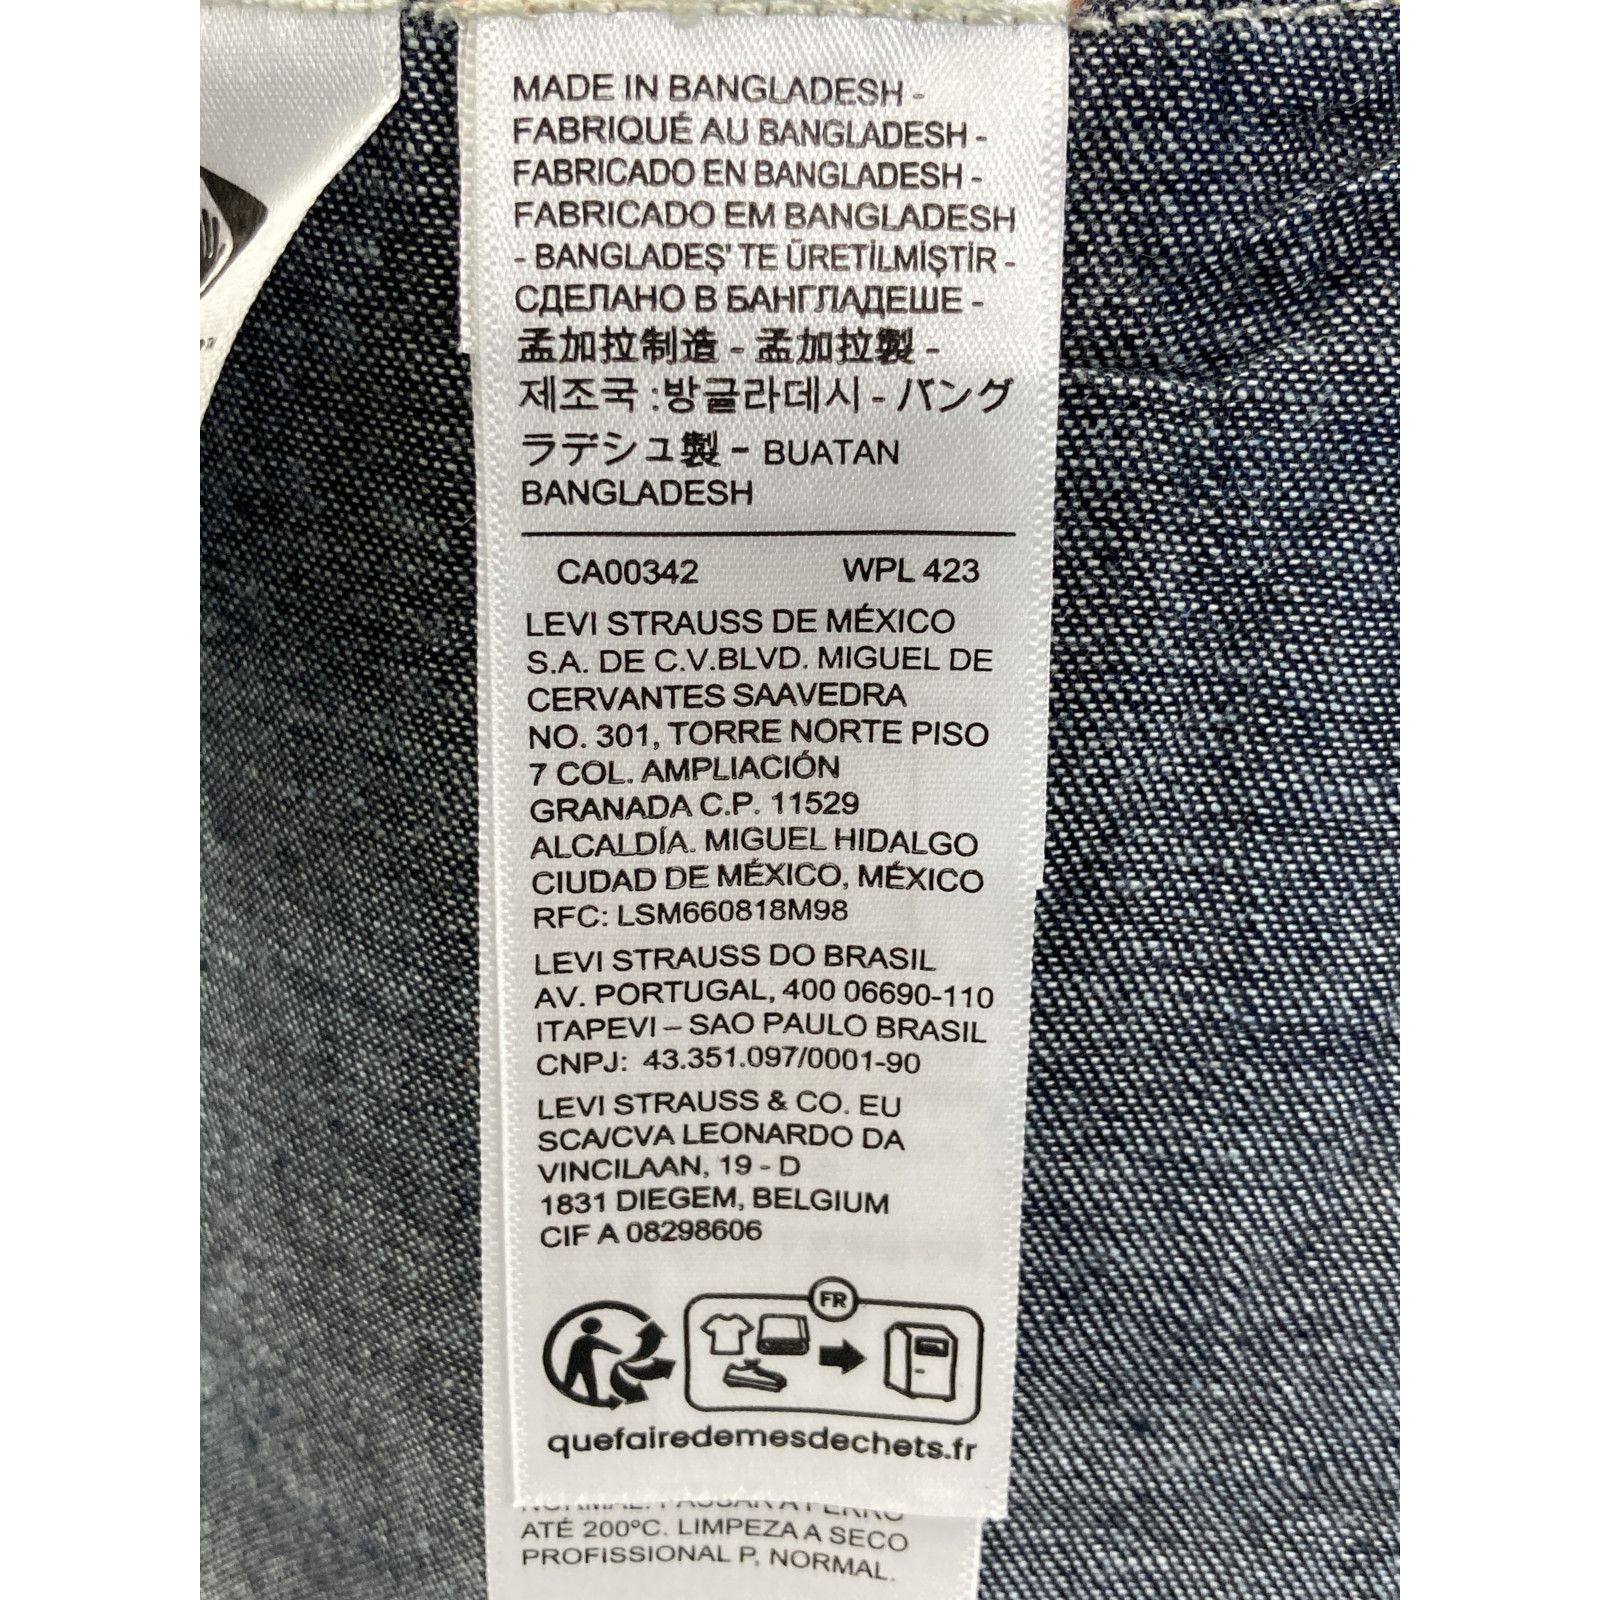 MADE IN BANGLADESH -
FABRIQUÉ AU BANGLADESH -
FABRICADO EN BANGLADESH -
FABRICADO EM BANGLADESH
- BANGLADEŞ' TE ÜRETİLMİŞTİR -
СДЕЛАНО В БАНГЛАДЕШЕ -
孟加拉制造 - 孟加拉製 -
제조국 :방글라데시 - バング
ラデシュ製 - BUATAN
BANGLADESH
CA00342 WPL 423
LEVI STRAUSS DE MÉXICO
S.A. DE C.V.BLVD. MIGUEL DE
CERVANTES SAAVEDRA
NO. 301, TORRE NORTE PISO
7 COL. AMPLIACIÓN
GRANADA C.P. 11529
ALCALDÍA. MIGUEL HIDALGO
CIUDAD DE MÉXICO, MÉXICO
RFC: LSM660818M98
LEVI STRAUSS DO BRASIL
AV. PORTUGAL, 400 06690-110
ITAPEVI – SAO PAULO BRASIL
CNPJ: 43.351.097/0001-90
LEVI STRAUSS & CO. EU
SCA/CVA LEONARDO DA
VINCILAAN, 19 - D
1831 DIEGEM, BELGIUM
CIF A 08298606
FR
quefairedemesdechets.fr
NORMAL. PASSAR A FERRO
ATÉ 200ºC. LIMPEZA A SECO
PROFISSIONAL P, NORMAL.